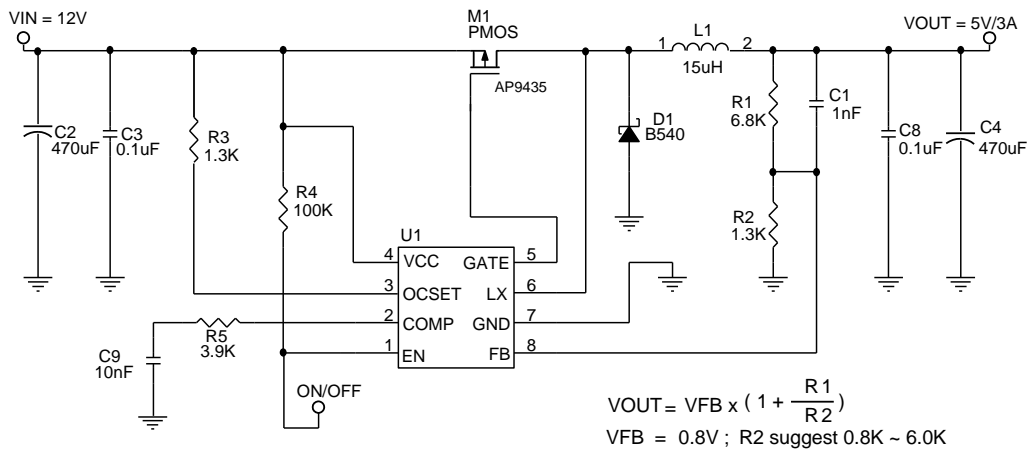 VIN = 12V
M1
PMOS
AP9435
L1
1 2
15uH
VOUT = 5V/3A
C2
470uF
C3
0.1uF
R3
1.3K
R4
100K
D1
B540
R1
6.8K
C1
1nF
C8
0.1uF
C4
470uF
R2
1.3K
U1
4 VCC GATE 5
3 OCSET LX 6
2 COMP GND 7
1 EN FB 8
R5
3.9K
C9
10nF
ON/OFF
VOUT = VFB x ( 1 + R1 / R2 )
VFB = 0.8V ; R2 suggest 0.8K ~ 6.0K